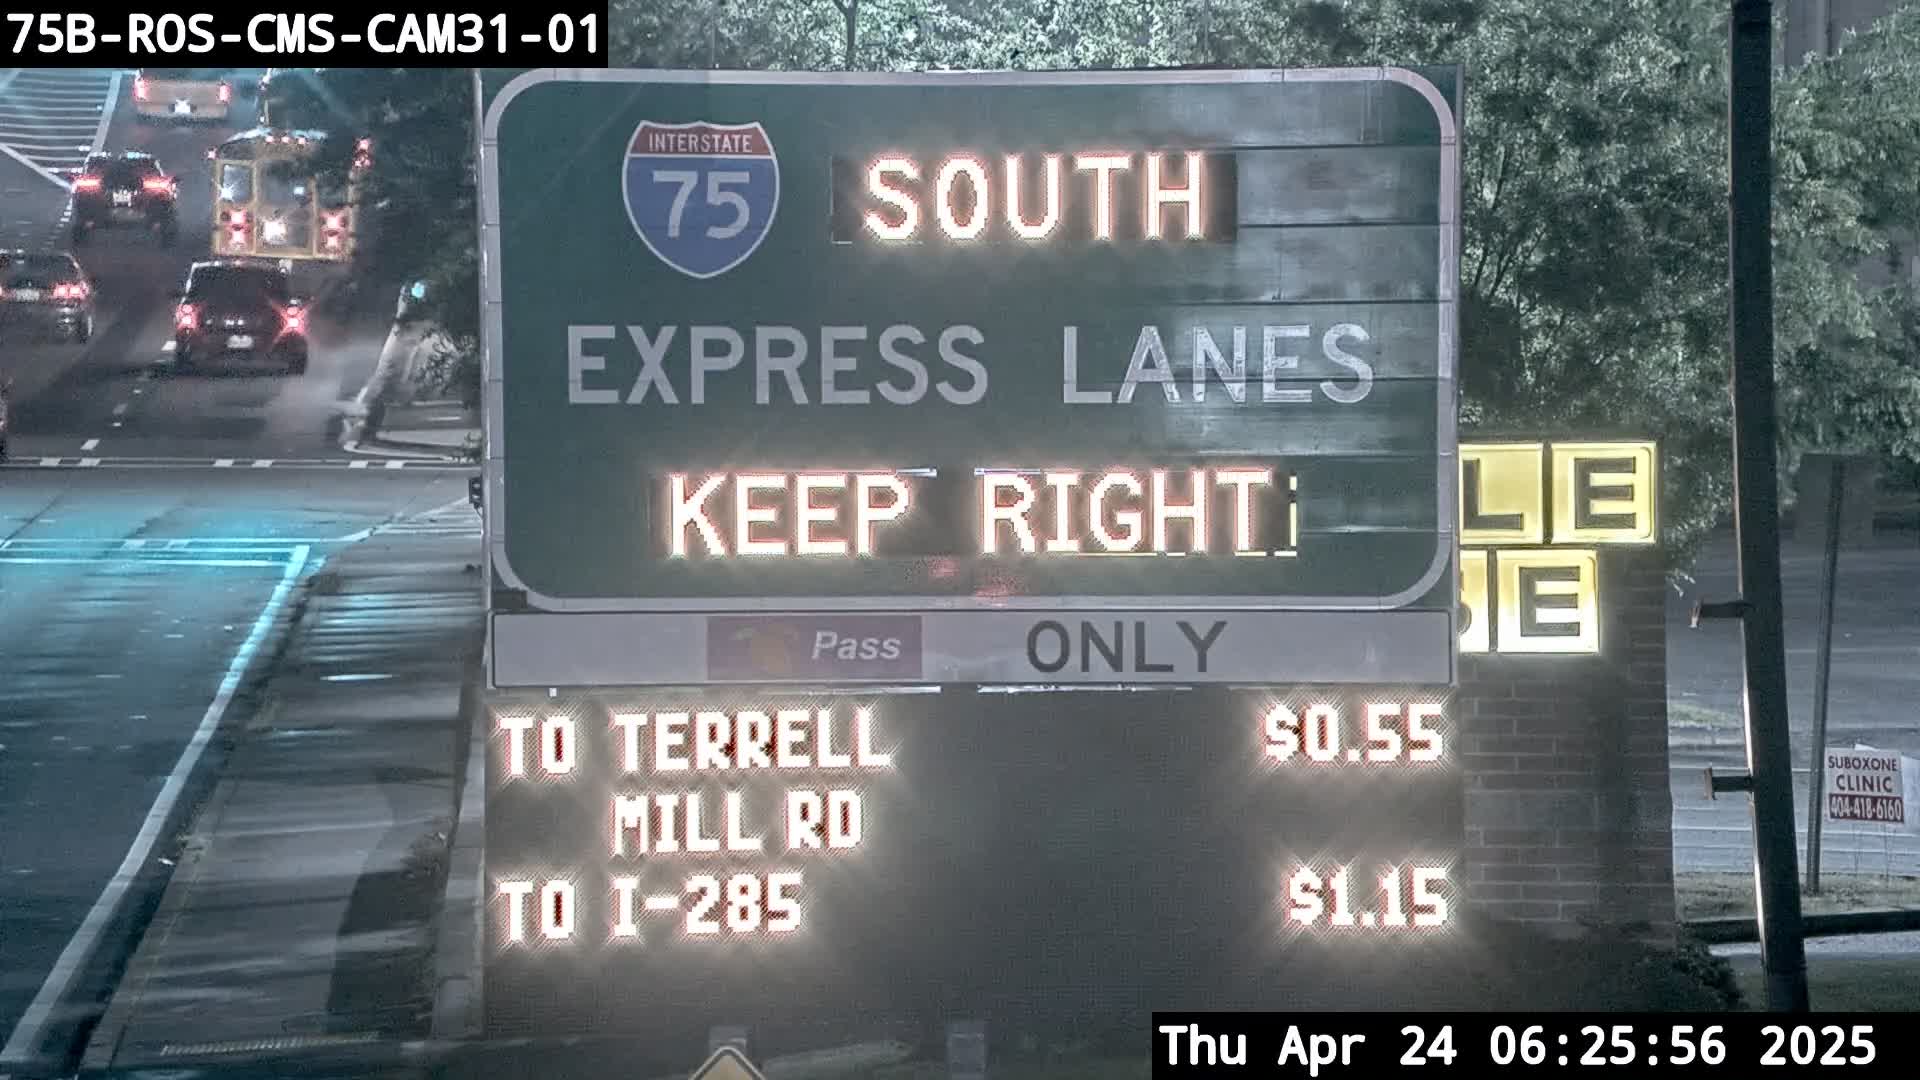 75B-ROS-CMS-CAM31-01
INTERSTATE
75
SOUTH
EXPRESS LANES
KEEP RIGHT
LE
E
Pass ONLY
TO TERRELL $0.55
MILL RD
TO I-285 $1.15
SUBOXONE
CLINIC
404-418-6160
Thu Apr 24 06:25:56 2025